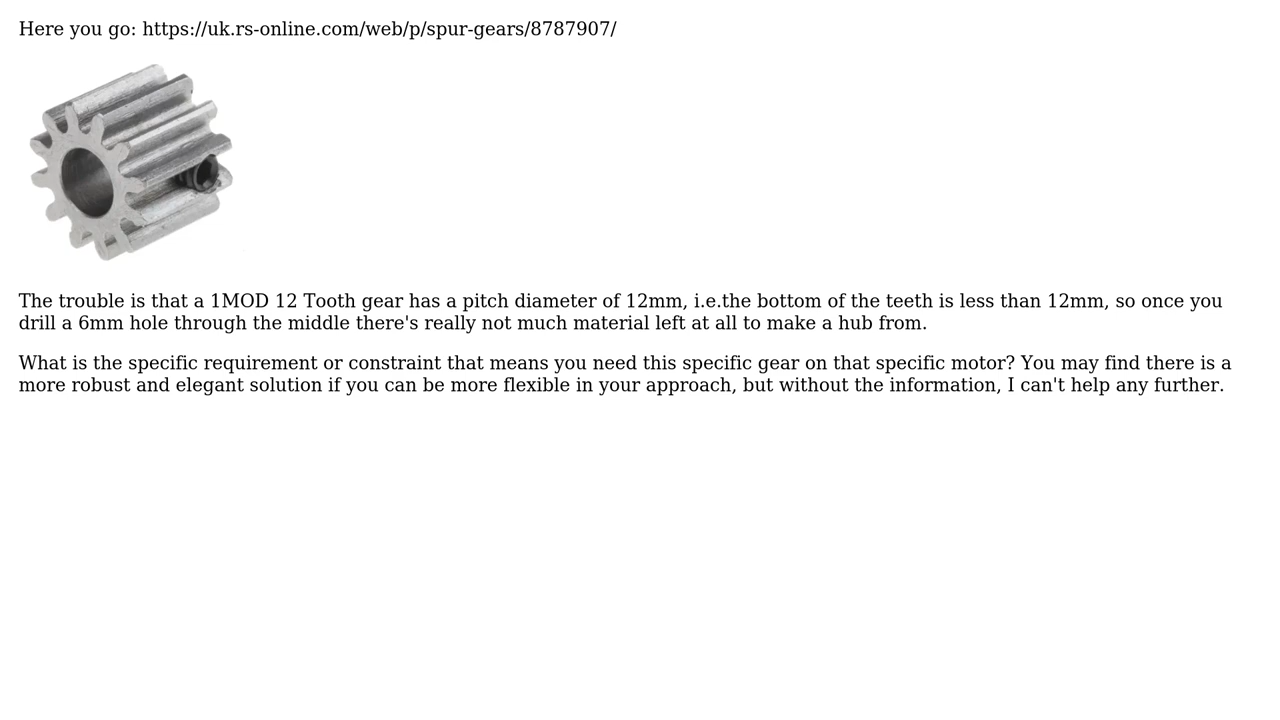 Here you go: https://uk.rs-online.com/web/p/spur-gears/8787907/
The trouble is that a 1MOD 12 Tooth gear has a pitch diameter of 12mm, i.e.the bottom of the teeth is less than 12mm, so once you
drill a 6mm hole through the middle there's really not much material left at all to make a hub from.
What is the specific requirement or constraint that means you need this specific gear on that specific motor? You may find there is a
more robust and elegant solution if you can be more flexible in your approach, but without the information, I can't help any further.